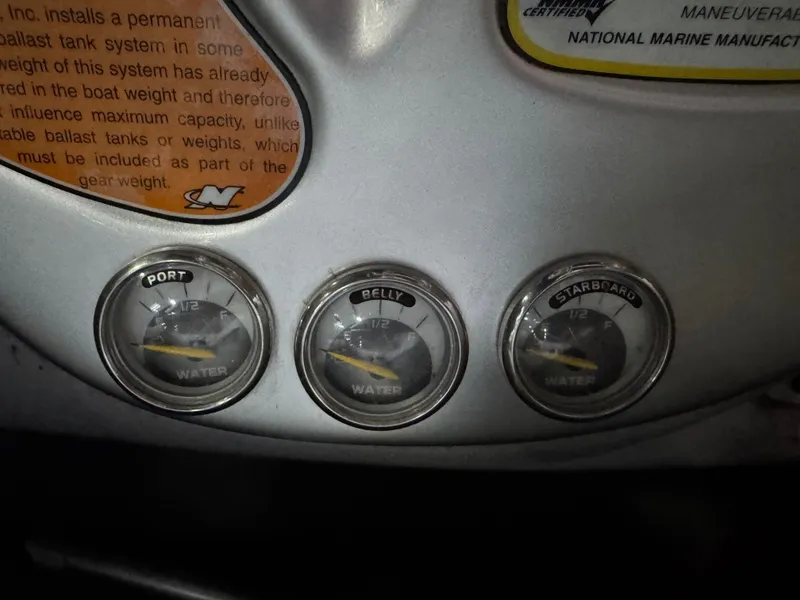 , Inc. installs a permanent
ballast tank system in some
weight of this system has already
red in the boat weight and therefore
t influence maximum capacity, unlike
table ballast tanks or weights, which
must be included as part of the
gear weight.
N
CERTIFIED
MANEUVERAB
NATIONAL MARINE MANUFACT
PORT
1/2
F
WATER
BELLY
1/2
F
WATER
STARBOARD
1/2
F
WATER